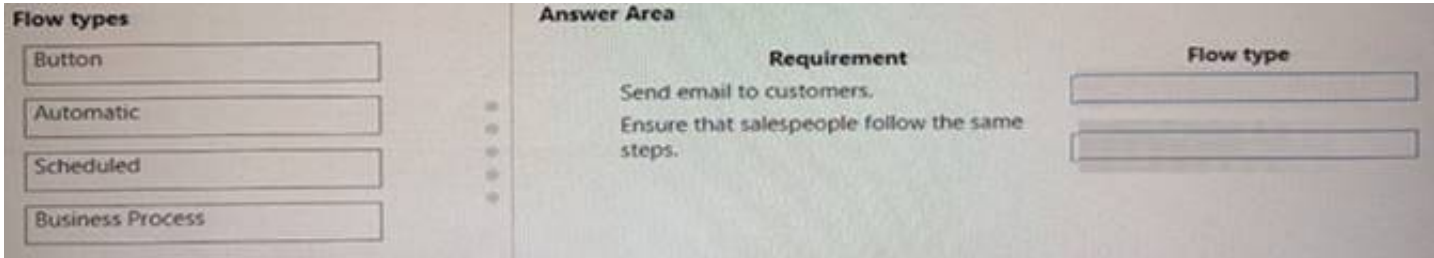 Flow types
Button
Automatic
Scheduled
Business Process
Answer Area
Requirement
Flow type
Send email to customers.
Ensure that salespeople follow the same
steps.